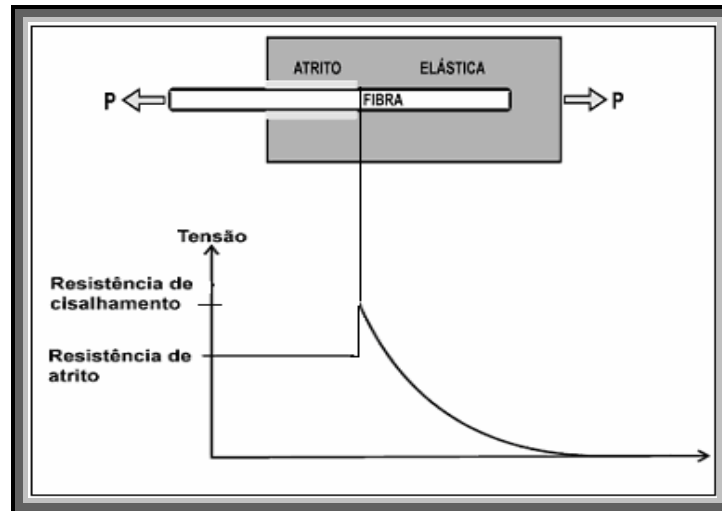 ATRITO ELÁSTICA
P FIBRA P
Tensão
Resistência de
cisalhamento
Resistência de
atrito